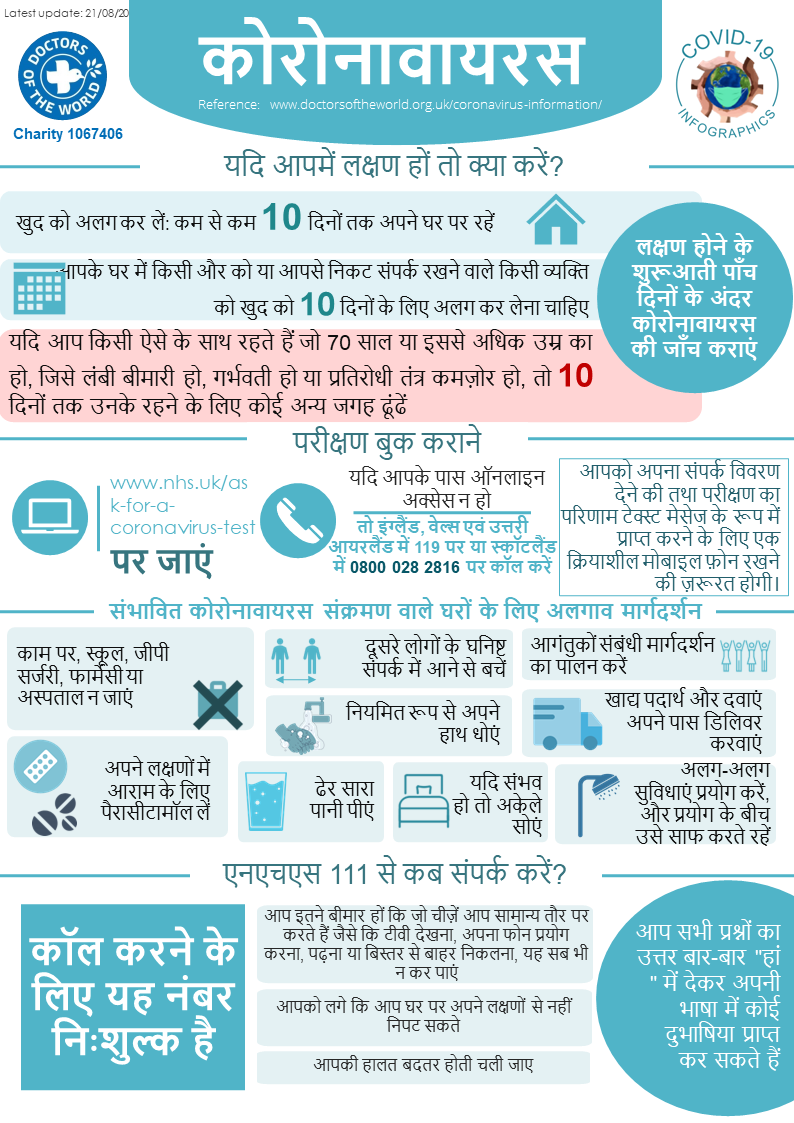 Latest update: 21/08/20
DOCTORS OF THE WORLD
Charity 1067406
कोरोनावायरस
Reference: www.doctorsoftheworld.org.uk/coronavirus-information/
COVID-19
INFOGRAPHICS
यदि आपमें लक्षण हों तो क्या करें?
खुद को अलग कर लें: कम से कम 10 दिनों तक अपने घर पर रहें
आपके घर में किसी और को या आपसे निकट संपर्क रखने वाले किसी व्यक्ति
को खुद को 10 दिनों के लिए अलग कर लेना चाहिए
यदि आप किसी ऐसे के साथ रहते हैं जो 70 साल या इससे अधिक उम्र का
हो, जिसे लंबी बीमारी हो, गर्भवती हो या प्रतिरोधी तंत्र कमज़ोर हो, तो 10
दिनों तक उनके रहने के लिए कोई अन्य जगह ढूंढें
लक्षण होने के
शुरूआती पाँच
दिनों के अंदर
कोरोनावायरस
की जाँच कराएं
परीक्षण बुक कराने
www.nhs.uk/as
k-for-a-
coronavirus-test
पर जाएं
यदि आपके पास ऑनलाइन
अक्सेस न हो
तो इंग्लैंड, वेल्स एवं उत्तरी
आयरलैंड में 119 पर या स्कॉटलैंड
में 0800 028 2816 पर कॉल करें
आपको अपना संपर्क विवरण
देने की तथा परीक्षण का
परिणाम टेक्स्ट मेसेज के रूप में
प्राप्त करने के लिए एक
क्रियाशील मोबाइल फ़ोन रखने
की ज़रूरत होगी।
संभावित कोरोनावायरस संक्रमण वाले घरों के लिए अलगाव मार्गदर्शन
काम पर, स्कूल, जीपी
सर्जरी, फार्मेसी या
अस्पताल न जाएं
दूसरे लोगों के घनिष्ट
संपर्क में आने से बचें
आगंतुकों संबंधी मार्गदर्शन
का पालन करें
नियमित रूप से अपने
हाथ धोएं
खाद्य पदार्थ और दवाएं
अपने पास डिलिवर
करवाएं
अपने लक्षणों में
आराम के लिए
पैरासीटामॉल लें
ढेर सारा
पानी पीएं
यदि संभव
हो तो अकेले
सोएं
अलग-अलग
सुविधाएं प्रयोग करें,
और प्रयोग के बीच
उसे साफ करते रहें
एनएचएस 111 से कब संपर्क करें?
कॉल करने के
लिए यह नंबर
निःशुल्क है
आप इतने बीमार हों कि जो चीज़ें आप सामान्य तौर पर
करते हैं जैसे कि टीवी देखना, अपना फोन प्रयोग
करना, पढ़ना या बिस्तर से बाहर निकलना, यह सब भी
न कर पाएं
आपको लगे कि आप घर पर अपने लक्षणों से नहीं
निपट सकते
आपकी हालत बदतर होती चली जाए
आप सभी प्रश्नों का
उत्तर बार-बार "हां
" में देकर अपनी
भाषा में कोई
दुभाषिया प्राप्त
कर सकते हैं